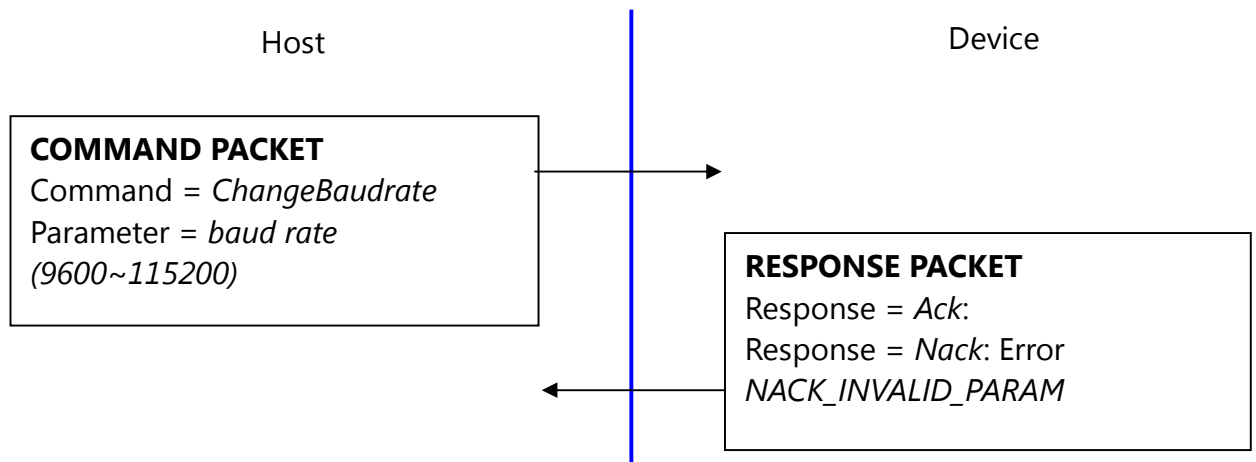 Host
Device
COMMAND PACKET
Command = ChangeBaudrate
Parameter = baud rate
(9600~115200)
RESPONSE PACKET
Response = Ack:
Response = Nack: Error
NACK_INVALID_PARAM